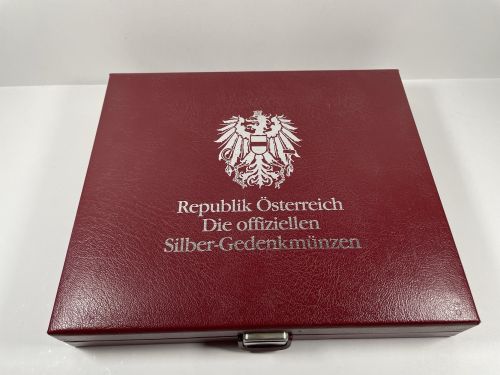 Republik Österreich
Die offiziellen
Silber-Gedenkmünzen